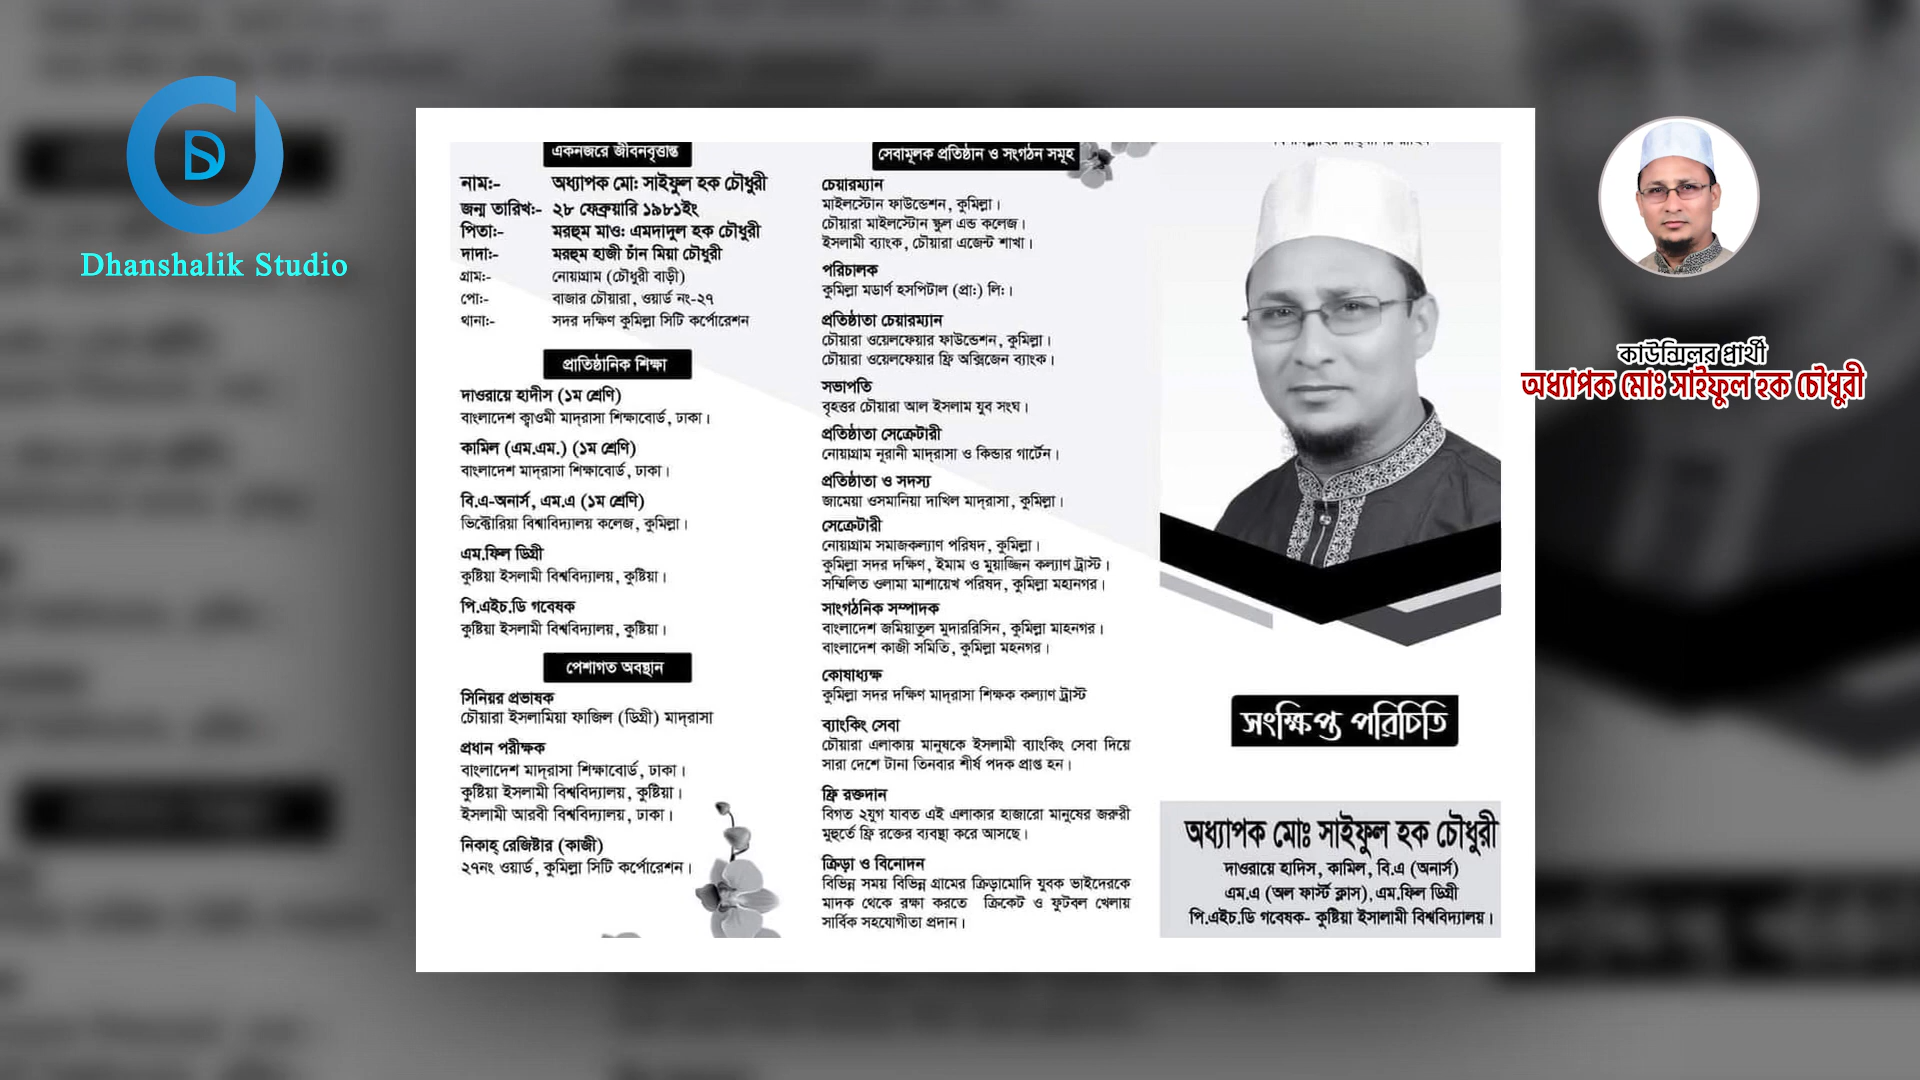 Dhanshalik Studio
একনজরে জীবনবৃত্তান্ত
নাম:- অধ্যাপক মো: সাইফুল হক চৌধুরী
জন্ম তারিখ:- ২৮ ফেব্রুয়ারি ১৯৮১ইং
পিতা:- মরহুম মাও: এমদাদুল হক চৌধুরী
দাদা:- মরহুম হাজী চাঁন মিয়া চৌধুরী
গ্রাম:- নোয়াগ্রাম (চৌধুরী বাড়ী)
পো:- বাজার চৌয়ারা, ওয়ার্ড নং-২৭
থানা:- সদর দক্ষিণ কুমিল্লা সিটি কর্পোরেশন
প্রাতিষ্ঠানিক শিক্ষা
দাওরায়ে হাদীস (১ম শ্রেণি)
বাংলাদেশ ক্বাওমী মাদ্‌রাসা শিক্ষাবোর্ড, ঢাকা।
কামিল (এম.এম.) (১ম শ্রেণি)
বাংলাদেশ মাদ্‌রাসা শিক্ষাবোর্ড, ঢাকা।
বি.এ-অনার্স, এম.এ (১ম শ্রেণি)
ভিক্টোরিয়া বিশ্বাবিদ্যালয় কলেজ, কুমিল্লা।
এম.ফিল ডিগ্রী
কুষ্টিয়া ইসলামী বিশ্ববিদ্যালয়, কুষ্টিয়া।
পি.এইচ.ডি গবেষক
কুষ্টিয়া ইসলামী বিশ্ববিদ্যালয়, কুষ্টিয়া।
পেশাগত অবস্থান
সিনিয়র প্রভাষক
চৌয়ারা ইসলামিয়া ফাজিল (ডিগ্রী) মাদ্‌রাসা
প্রধান পরীক্ষক
বাংলাদেশ মাদ্‌রাসা শিক্ষাবোর্ড, ঢাকা।
কুষ্টিয়া ইসলামী বিশ্ববিদ্যালয়, কুষ্টিয়া।
ইসলামী আরবী বিশ্ববিদ্যালয়, ঢাকা।
নিকাহ্ রেজিষ্টার (কাজী)
২৭নং ওয়ার্ড, কুমিল্লা সিটি কর্পোরেশন।
সেবামূলক প্রতিষ্ঠান ও সংগঠন সমূহ
চেয়ারম্যান
মাইলস্টোন ফাউন্ডেশন, কুমিল্লা।
চৌয়ারা মাইলস্টোন স্কুল এন্ড কলেজ।
ইসলামী ব্যাংক, চৌয়ারা এজেন্ট শাখা।
পরিচালক
কুমিল্লা মডার্ণ হসপিটাল (প্রা:) লি:।
প্রতিষ্ঠাতা চেয়ারম্যান
চৌয়ারা ওয়েলফেয়ার ফাউন্ডেশন, কুমিল্লা।
চৌয়ারা ওয়েলফেয়ার ফ্রি অক্সিজেন ব্যাংক।
সভাপতি
বৃহত্তর চৌয়ারা আল ইসলাম যুব সংঘ।
প্রতিষ্ঠাতা সেক্রেটারী
নোয়াগ্রাম নূরানী মাদ্‌রাসা ও কিন্ডার গার্টেন।
প্রতিষ্ঠাতা ও সদস্য
জামেয়া ওসমানিয়া দাখিল মাদ্‌রাসা, কুমিল্লা।
সেক্রেটারী
নোয়াগ্রাম সমাজকল্যাণ পরিষদ, কুমিল্লা।
কুমিল্লা সদর দক্ষিণ, ইমাম ও মুয়াজ্জিন কল্যাণ ট্রাস্ট।
সম্মিলিত ওলামা মাশায়েখ পরিষদ, কুমিল্লা মহানগর।
সাংগঠনিক সম্পাদক
বাংলাদেশ জমিয়াতুল মুদাররিসিন, কুমিল্লা মাহনগর।
বাংলাদেশ কাজী সমিতি, কুমিল্লা মহনগর।
কোষাধ্যক্ষ
কুমিল্লা সদর দক্ষিণ মাদ্‌রাসা শিক্ষক কল্যাণ ট্রাস্ট
ব্যাংকিং সেবা
চৌয়ারা এলাকায় মানুষকে ইসলামী ব্যাংকিং সেবা দিয়ে
সারা দেশে টানা তিনবার শীর্ষ পদক প্রাপ্ত হন।
ফ্রি রক্তদান
বিগত ২যুগ যাবত এই এলাকার হাজারো মানুষের জরুরী
মুহুর্তে ফ্রি রক্তের ব্যবস্থা করে আসছে।
ক্রিড়া ও বিনোদন
বিভিন্ন সময় বিভিন্ন গ্রামের ক্রিড়ামোদি যুবক ভাইদেরকে
মাদক থেকে রক্ষা করতে ক্রিকেট ও ফুটবল খেলায়
সার্বিক সহযোগীতা প্রদান।
সংক্ষিপ্ত পরিচিতি
অধ্যাপক মোঃ সাইফুল হক চৌধুরী
দাওরায়ে হাদিস, কামিল, বি.এ (অনার্স)
এম.এ (অল ফার্স্ট ক্লাস), এম.ফিল ডিগ্রী
পি.এইচ.ডি গবেষক- কুষ্টিয়া ইসালামী বিশ্ববিদ্যালয়।
কাউন্সিলর প্রার্থী
অধ্যাপক মোঃ সাইফুল হক চৌধুরী